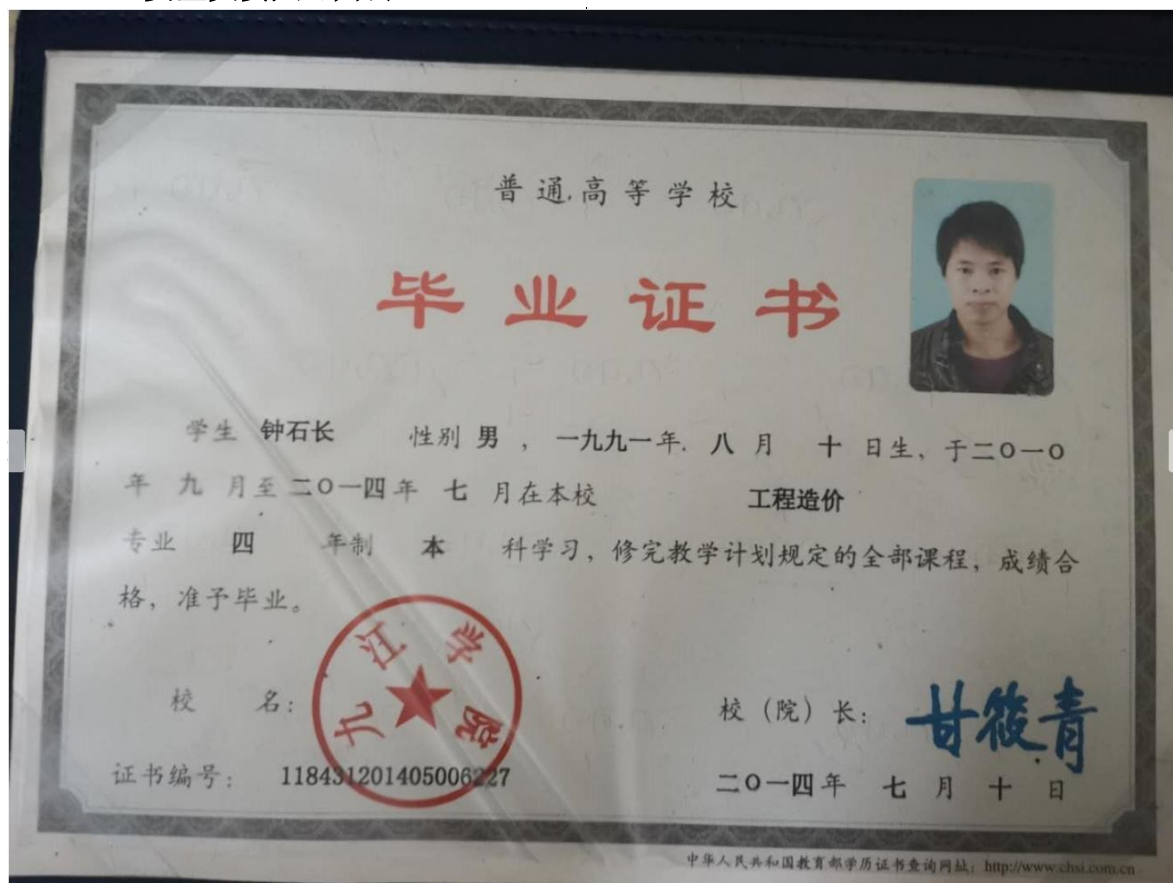 普通高等学校
毕业证书
学生 钟石长 性别 男 ，一九九一年 八 月 十 日生，于二〇一〇
年 九 月至 二〇一四 年 七 月在本校 工程造价
专业 四 年制 本 科学习，修完教学计划规定的全部课程，成绩合
格，准予毕业。
九江学院
校 名：
校（院）长：甘筱青
证书编号： 118431201405006227
二〇一四年 七 月 十 日
中华人民共和国教育部学历证书查询网址：http://www.chsi.com.cn